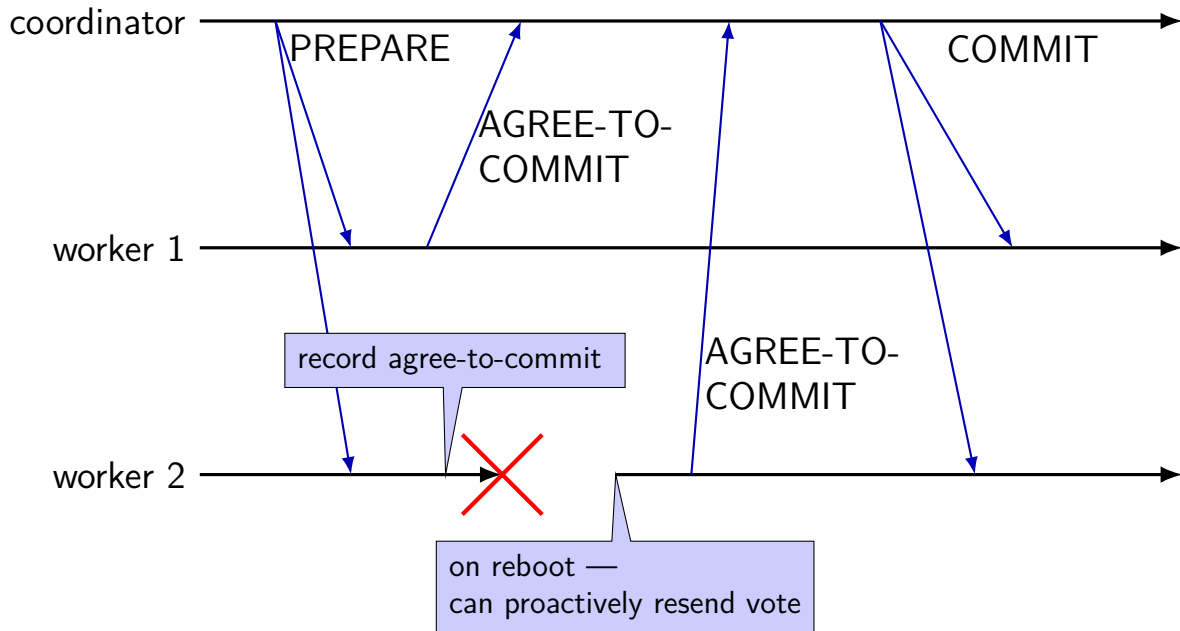 coordinator
PREPARE
COMMIT
AGREE-TO-
COMMIT
worker 1
record agree-to-commit
AGREE-TO-
COMMIT
worker 2
on reboot —
can proactively resend vote